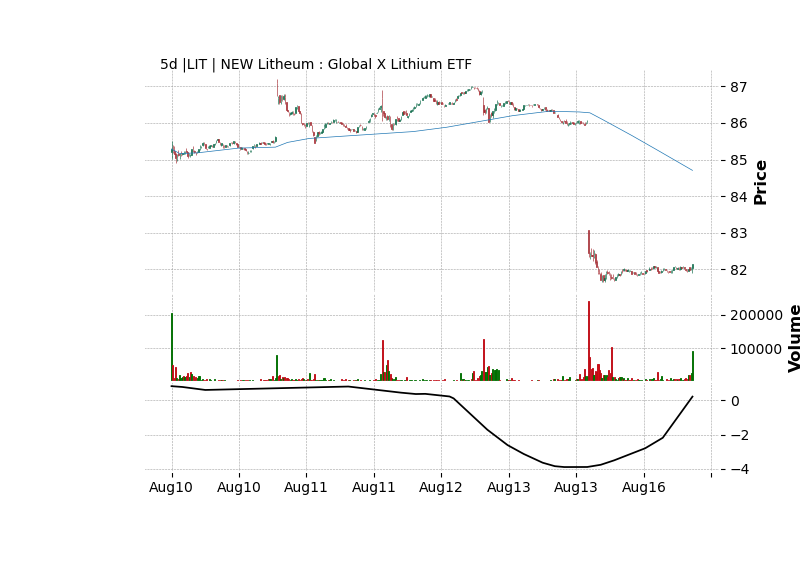 5d |LIT | NEW Litheum : Global X Lithium ETF
87
86
85
84
83
82
Price
200000
100000
Volume
0
−2
−4
Aug10 Aug10 Aug11 Aug11 Aug12 Aug13 Aug13 Aug16